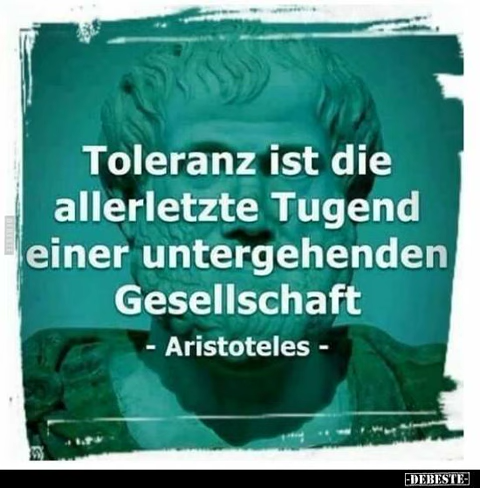 Toleranz ist die
allerletzte Tugend
einer untergehenden
Gesellschaft
- Aristoteles -
-DEBESTE-